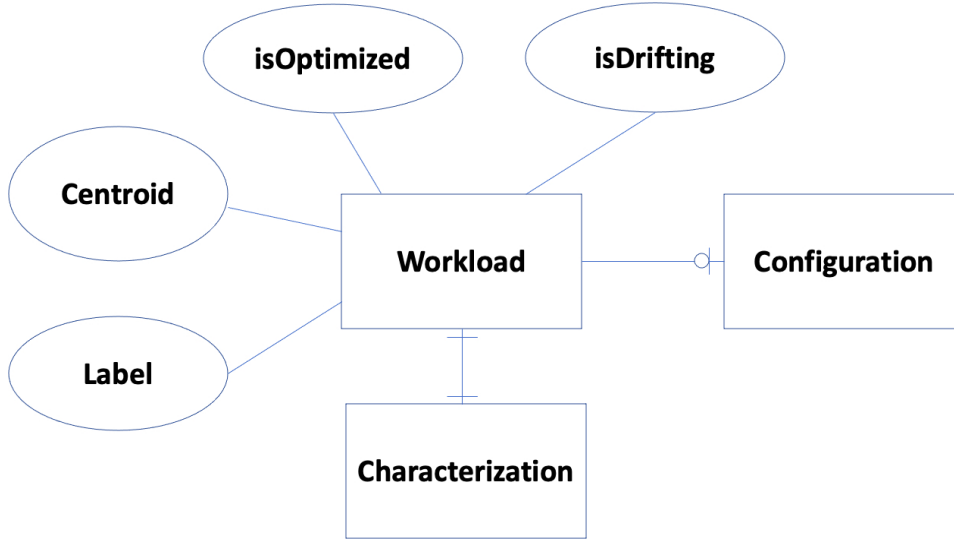 isOptimized
isDrifting
Centroid
Workload
Configuration
Label
Characterization